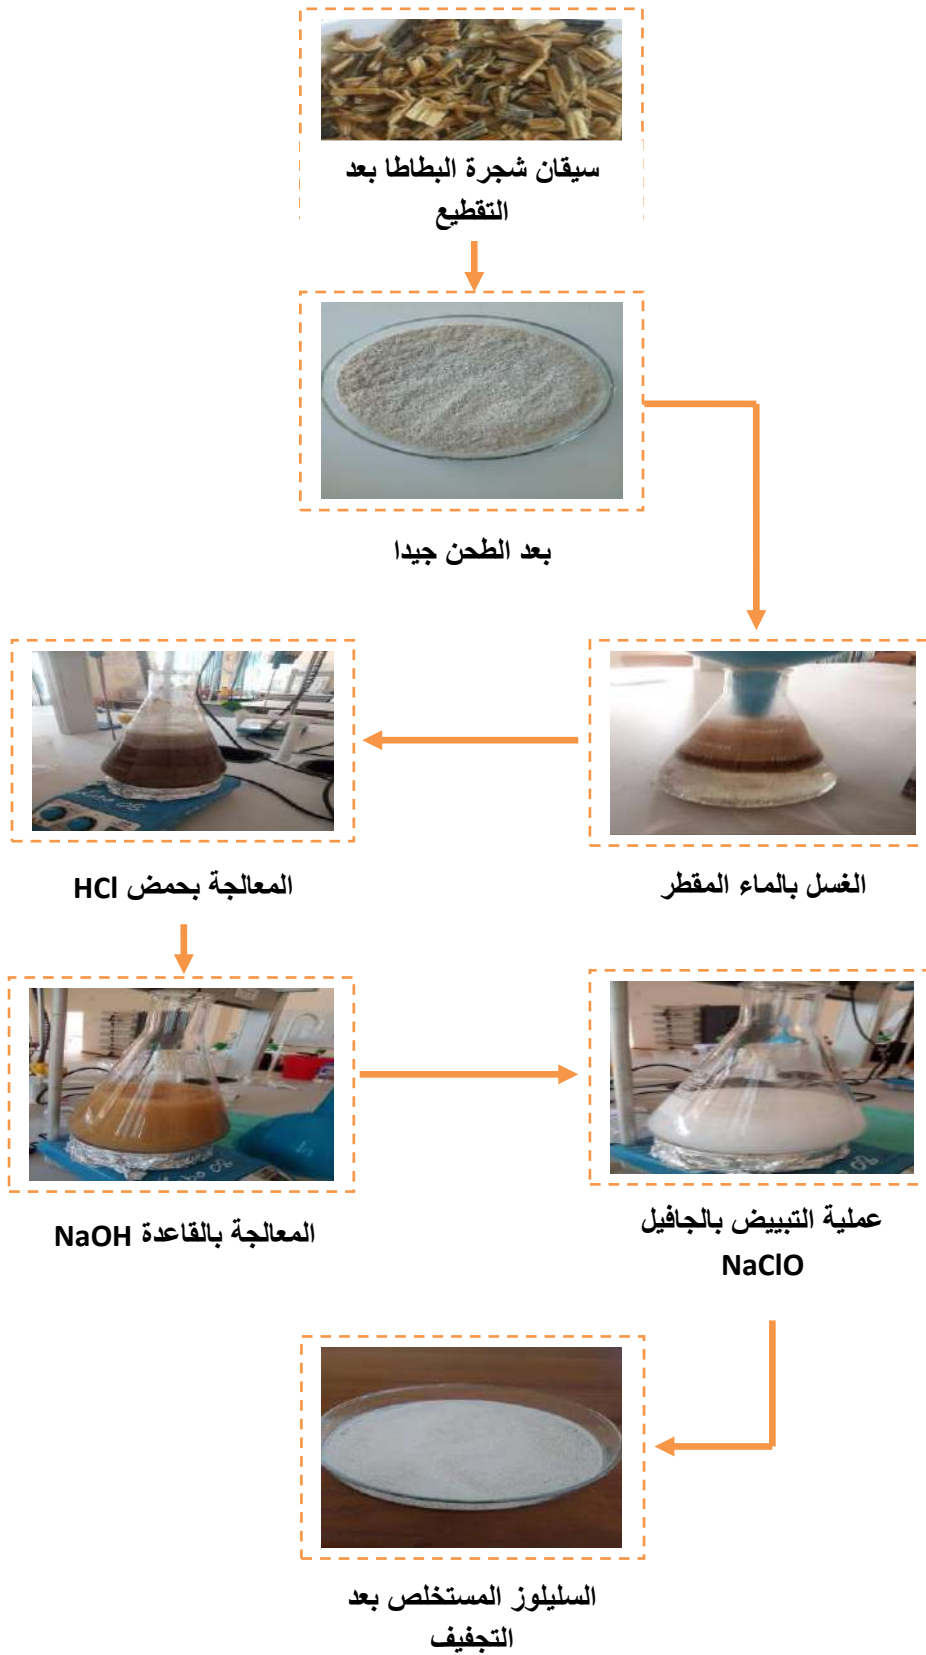 سيقان شجرة البطاطا بعد
التقطيع
بعد الطحن جيدا
الغسل بالماء المقطر
المعالجة بحمض HCl
المعالجة بالقاعدة NaOH
عملية التبييض بالجافيل
NaClO
السليلوز المستخلص بعد
التجفيف